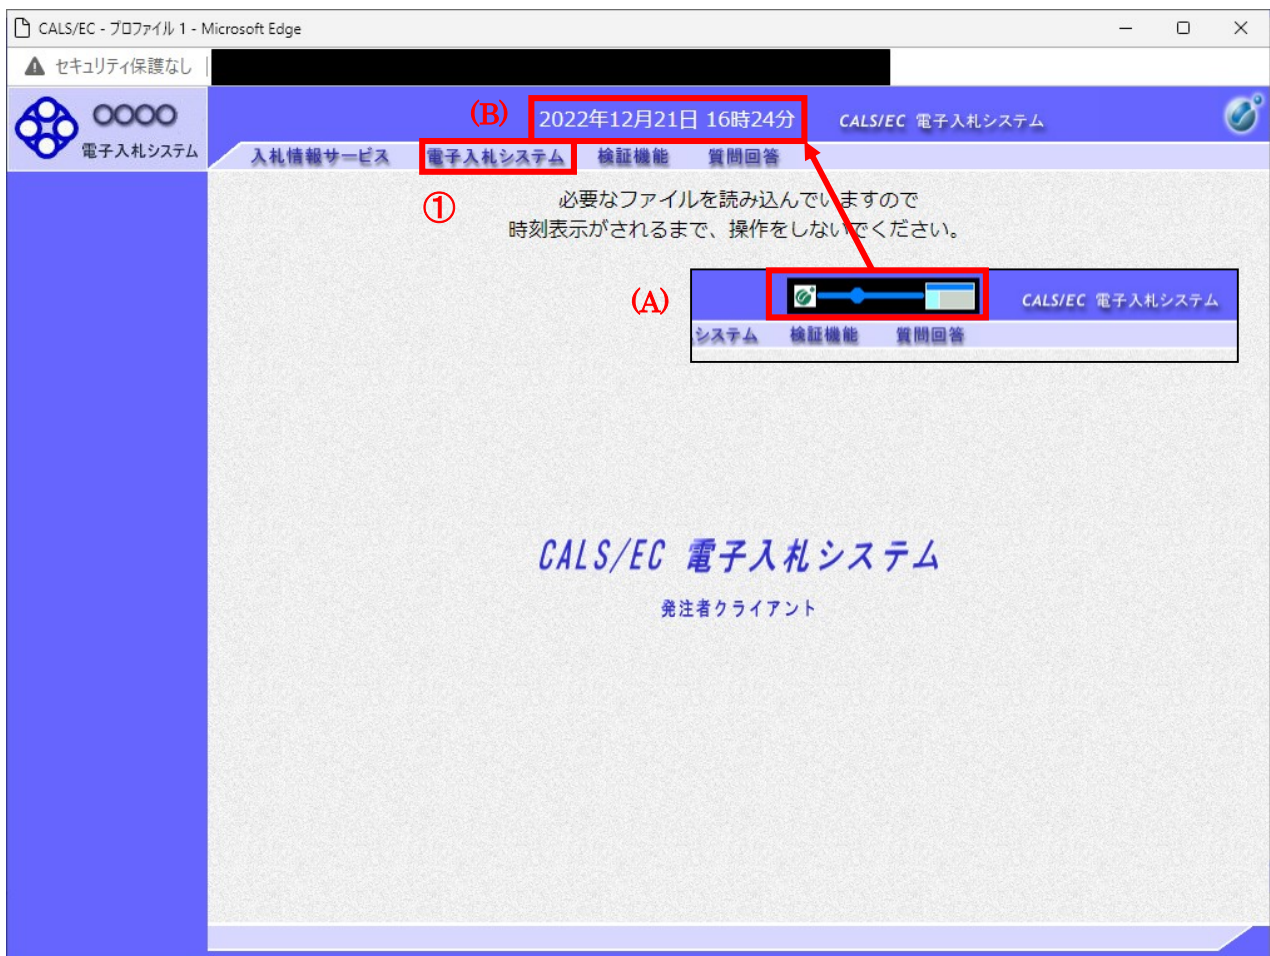 CALS/EC - プロファイル 1 - Microsoft Edge
セキュリティ保護なし
○○○○
電子入札システム
(B)
2022年12月21日 16時24分
CALS/EC 電子入札システム
入札情報サービス 電子入札システム 検証機能 質問回答
①
必要なファイルを読み込んでいますので
時刻表示がされるまで、操作をしないでください。
(A)
CALS/EC 電子入札システム
システム 検証機能 質問回答
CALS/EC 電子入札システム
発注者クライアント